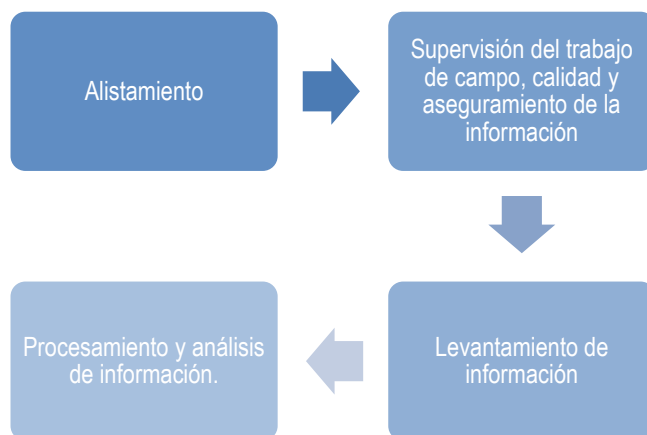 Alistamiento
Supervisión del trabajo
de campo, calidad y
aseguramiento de la
información
Levantamiento de
información
Procesamiento y análisis
de información.